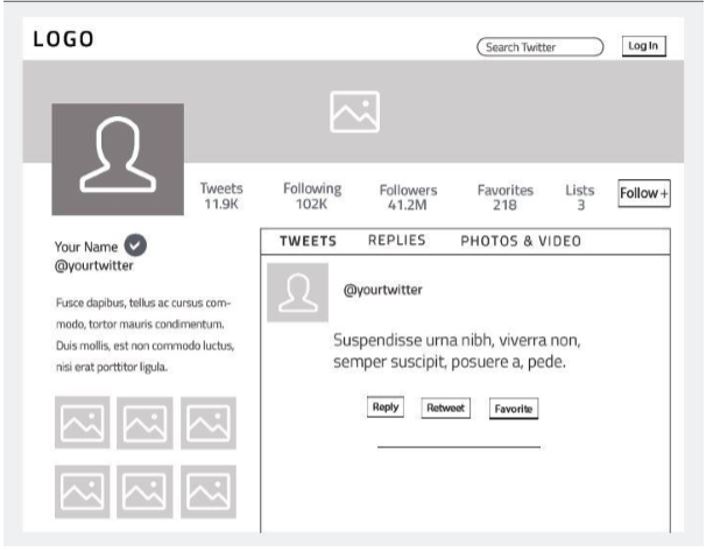 LOGO
Search Twitter
Log In
Tweets
11.9K
Following
102K
Followers
41.2M
Favorites
218
Lists
3
Follow +
Your Name
@yourtwitter
Fusce dapibus, tellus ac cursus com-
modo, tortor mauris condimentum.
Duis mollis, est non commodo luctus,
nisi erat porttitor ligula.
TWEETS REPLIES PHOTOS & VIDEO
@yourtwitter
Suspendisse urna nibh, viverra non,
semper suscipit, posuere a, pede.
Reply Retweet Favorite